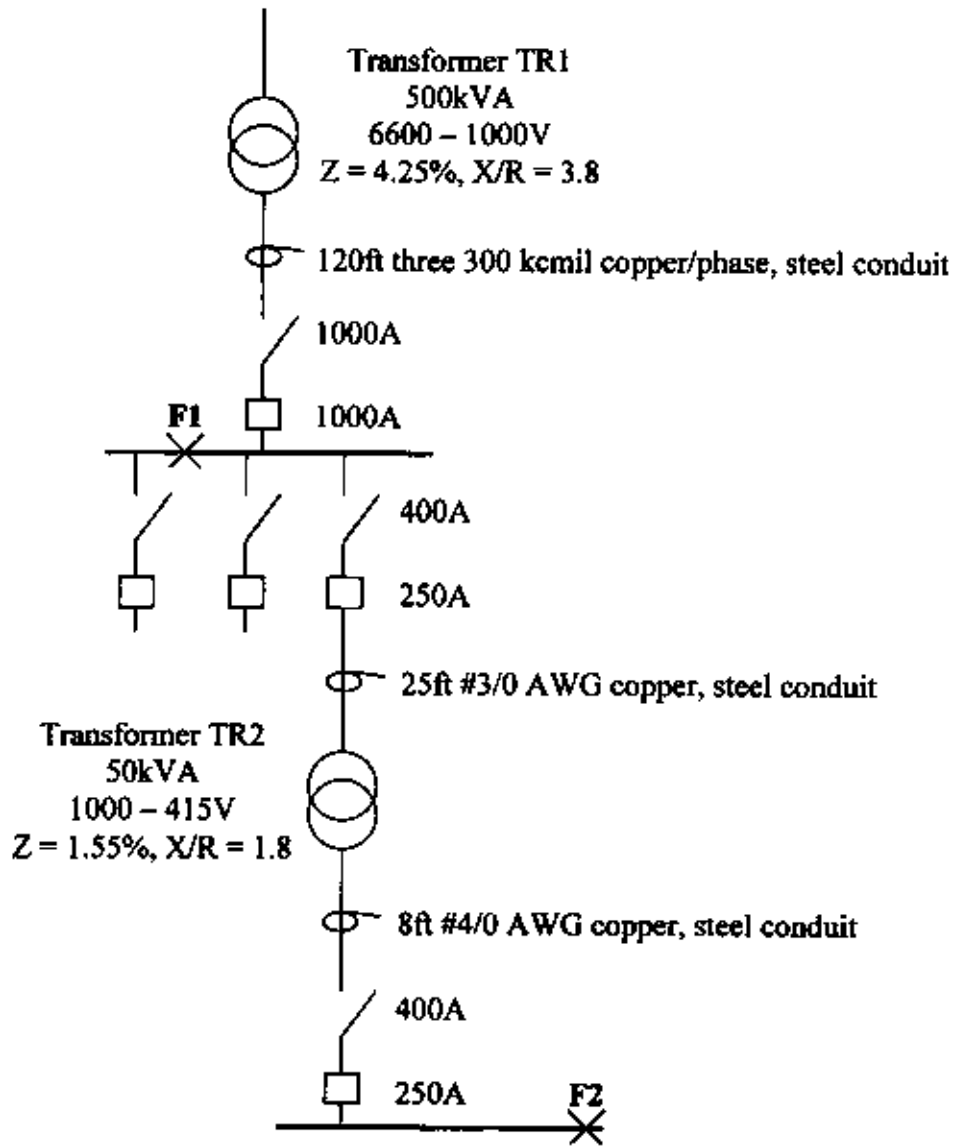 Transformer TR1
500kVA
6600 – 1000V
Z = 4.25%, X/R = 3.8
120ft three 300 kcmil copper/phase, steel conduit
1000A
F1
1000A
400A
250A
25ft #3/0 AWG copper, steel conduit
Transformer TR2
50kVA
1000 – 415V
Z = 1.55%, X/R = 1.8
8ft #4/0 AWG copper, steel conduit
400A
250A
F2